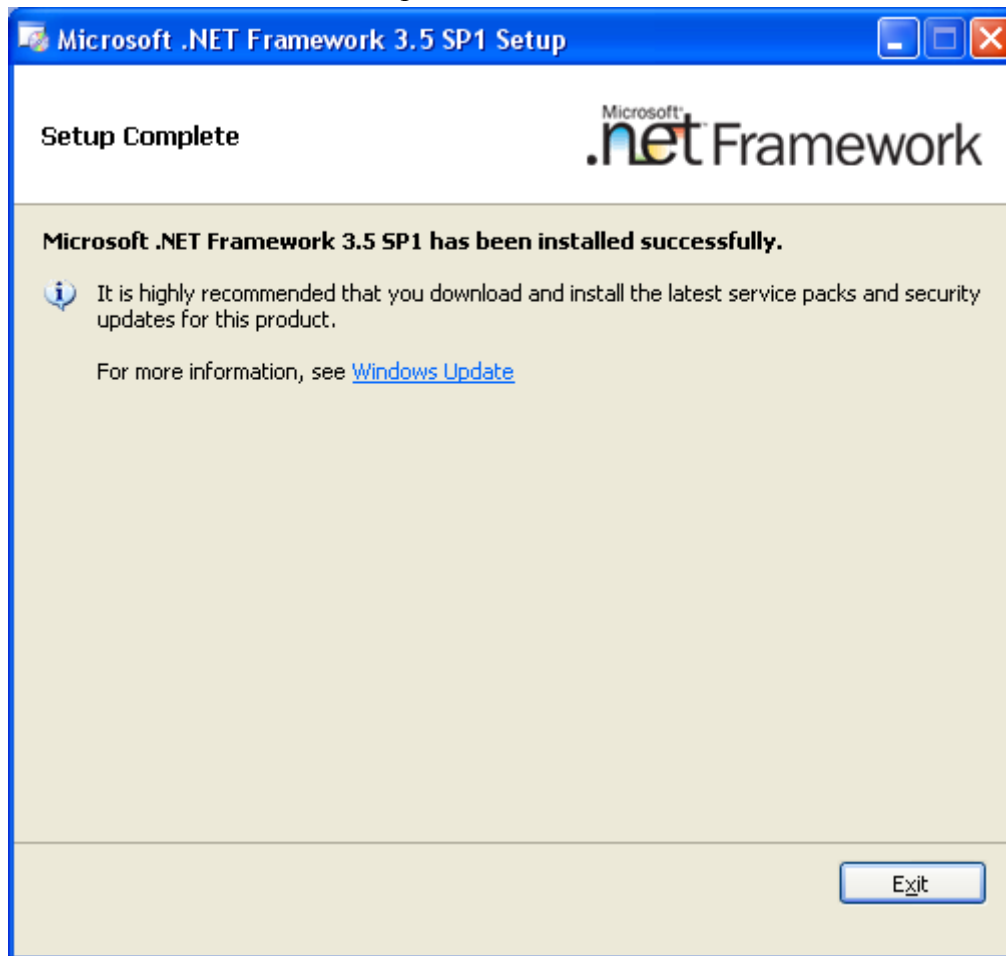 Microsoft .NET Framework 3.5 SP1 Setup
Setup Complete
Microsoft
.net Framework
Microsoft .NET Framework 3.5 SP1 has been installed successfully.
It is highly recommended that you download and install the latest service packs and security
updates for this product.
For more information, see Windows Update
Exit